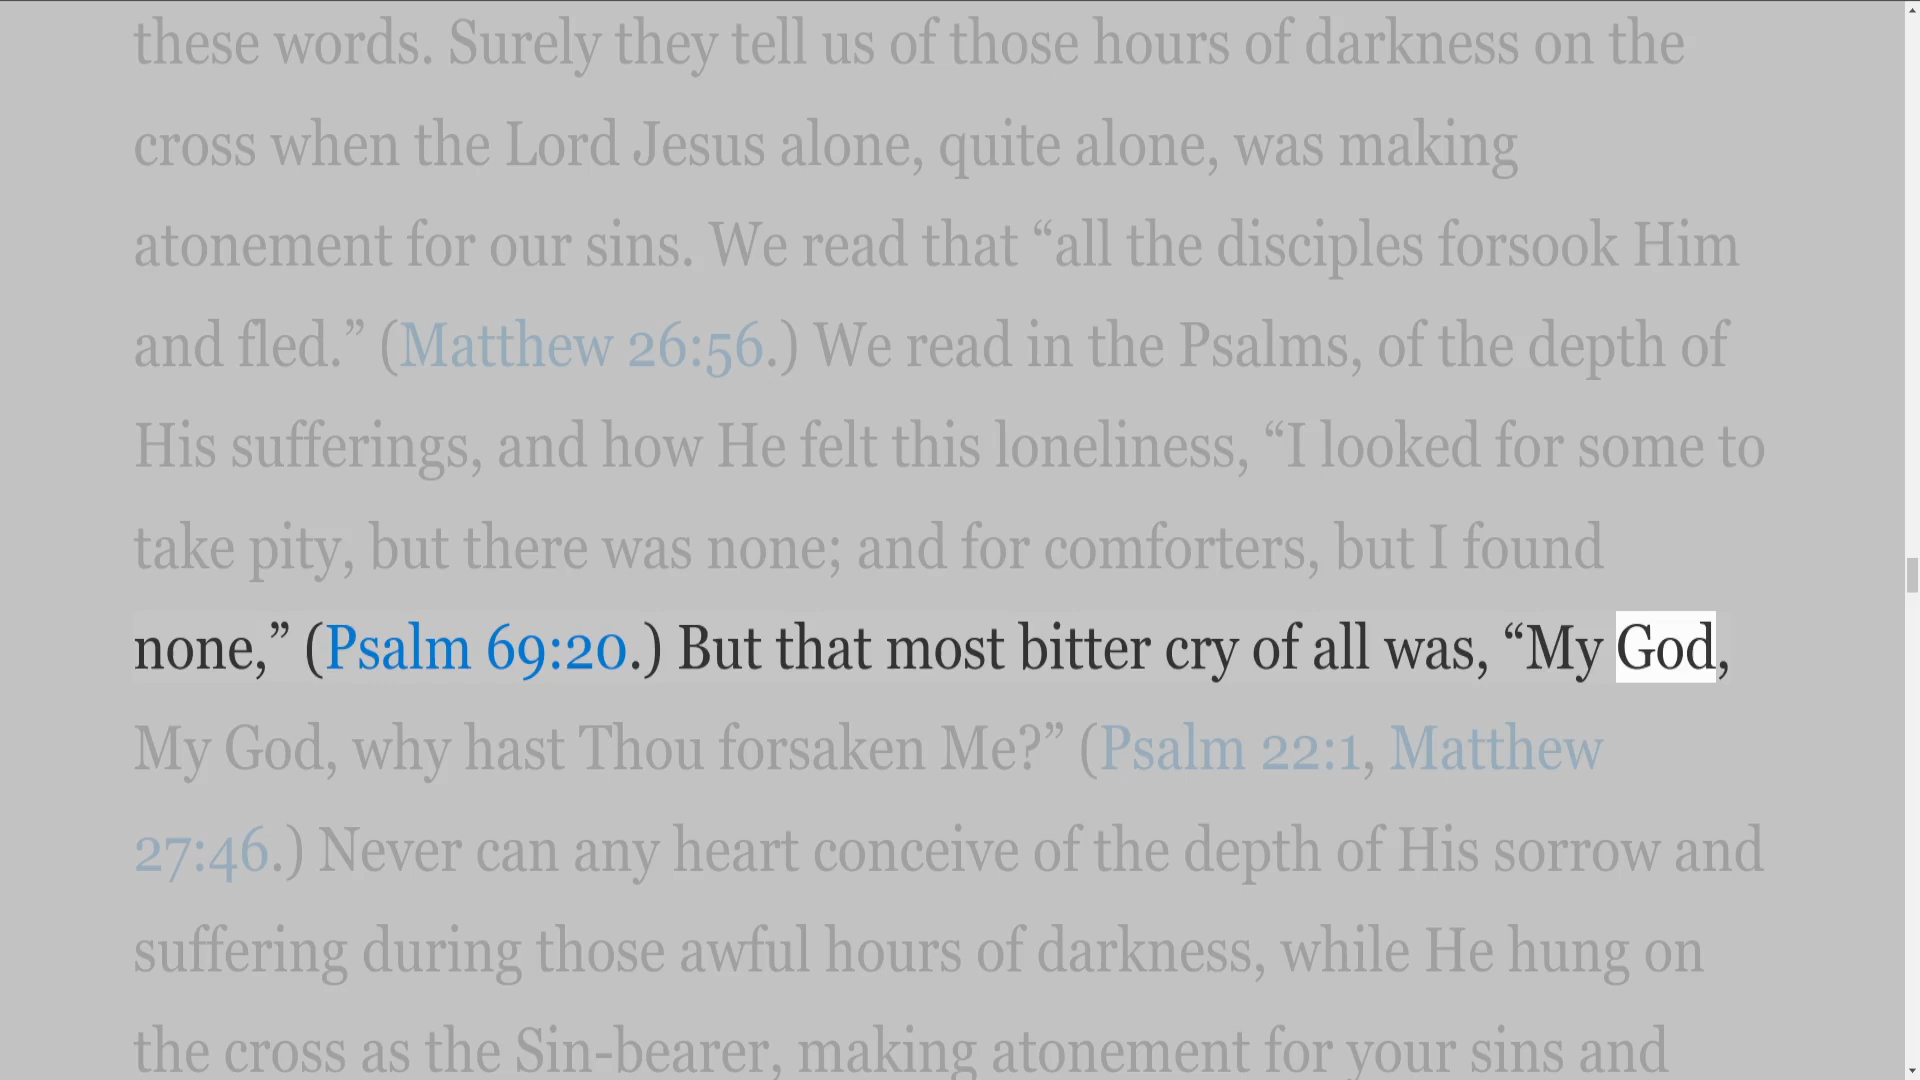 these words. Surely they tell us of those hours of darkness on the
cross when the Lord Jesus alone, quite alone, was making
atonement for our sins. We read that “all the disciples forsook Him
and fled.” (Matthew 26:56.) We read in the Psalms, of the depth of
His sufferings, and how He felt this loneliness, “I looked for some to
take pity, but there was none; and for comforters, but I found
none,” (Psalm 69:20.) But that most bitter cry of all was, “My God,
My God, why hast Thou forsaken Me?” (Psalm 22:1, Matthew
27:46.) Never can any heart conceive of the depth of His sorrow and
suffering during those awful hours of darkness, while He hung on
the cross as the Sin-bearer, making atonement for your sins and